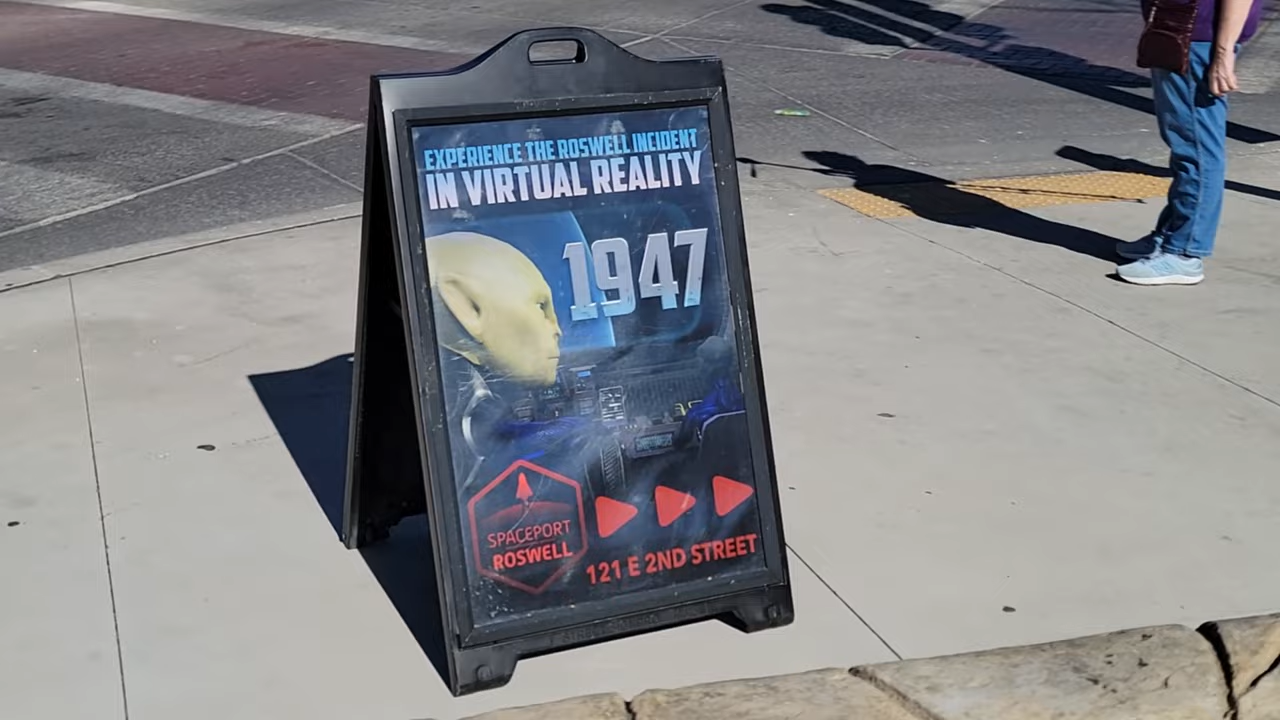 EXPERIENCE THE ROSWELL INCIDENT
IN VIRTUAL REALITY
1947
SPACEPORT
ROSWELL
121 E 2ND STREET